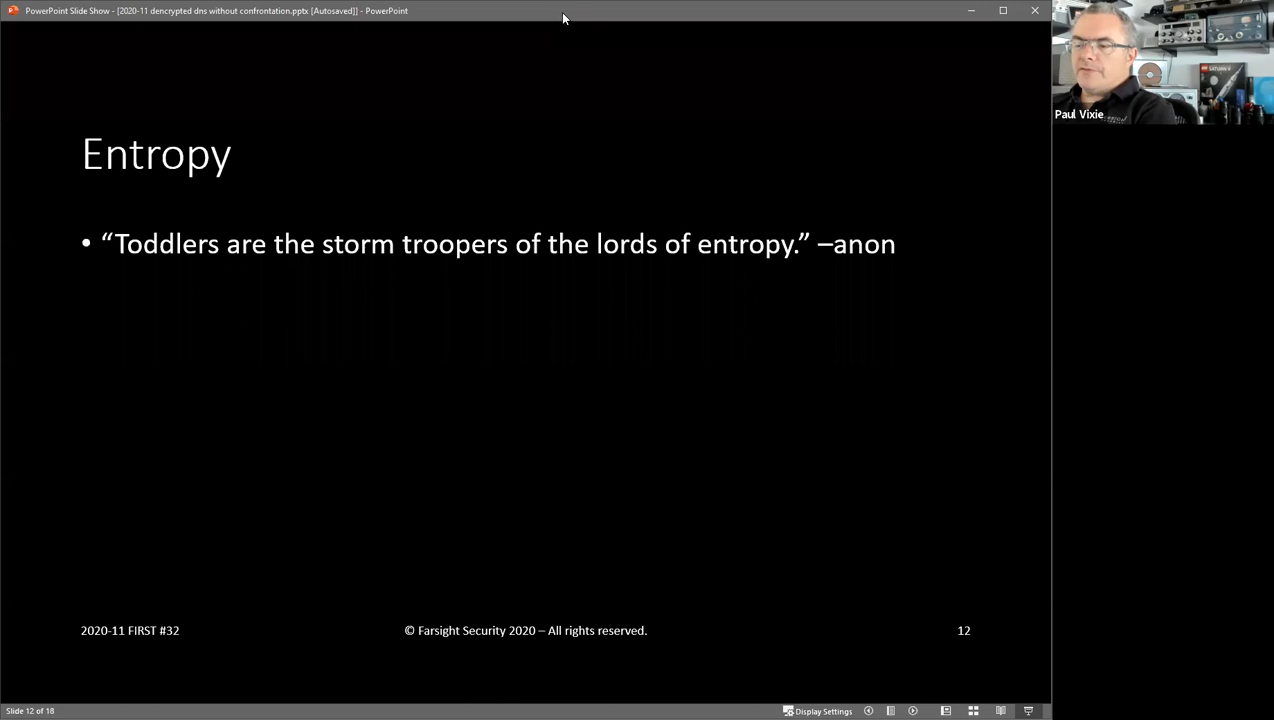 PowerPoint Slide Show - [2020-11 dencrypted dns without confrontation.pptx [Autosaved]] - PowerPoint
Paul Vixie
Entropy
• “Toddlers are the storm troopers of the lords of entropy.” –anon
2020-11 FIRST #32
© Farsight Security 2020 – All rights reserved.
12
Slide 12 of 18
Display Settings